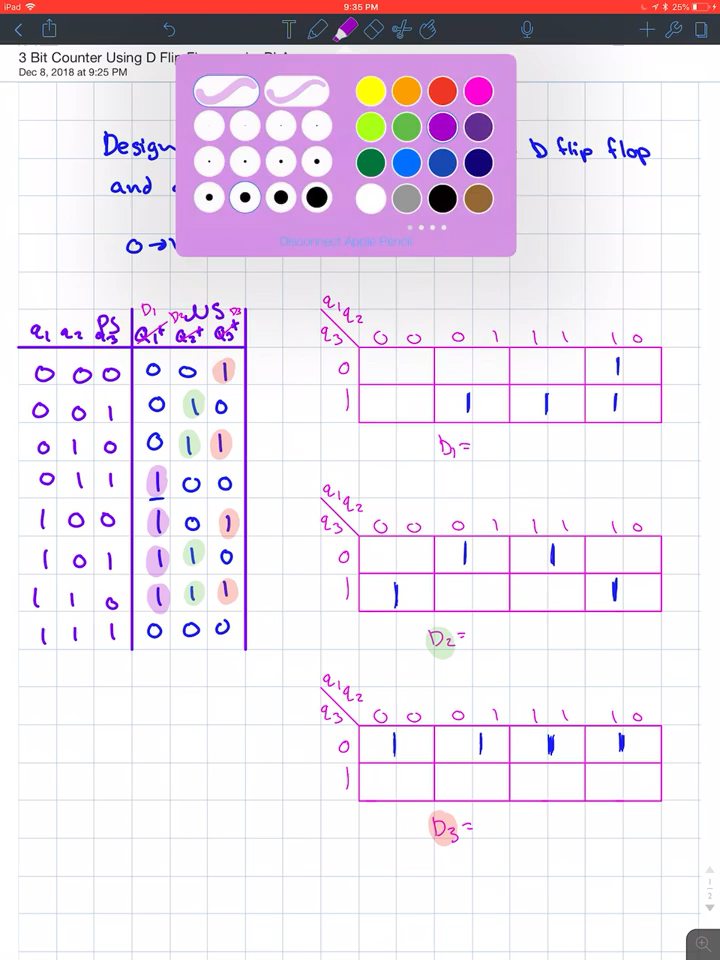 iPad
9:35 PM
25%
T
3 Bit Counter Using D Flip
Dec 8, 2018 at 9:25 PM
Disconnect Apple Pencil
Design
D flip flop
and
0→
D₁ D₂ NS D₃
PS
q₁ q₂ q₃ Q₁⁺ Q₂⁺ Q₃⁺
0 0 0 0 0 1
0 0 1 0 1 0
0 1 0 0 1 1
0 1 1 1 0 0
1 0 0 1 0 1
1 0 1 1 1 0
1 1 0 1 1 1
1 1 1 0 0 0
q₁q₂
q₃ 0 0 0 1 1 1 1 0
0 1
1 1 1 1
D₁=
q₁q₂
q₃ 0 0 0 1 1 1 1 0
0 1 1
1 1 1
D₂=
q₁q₂
q₃ 0 0 0 1 1 1 1 0
0 1 1 1 1
1
D₃=
1
2